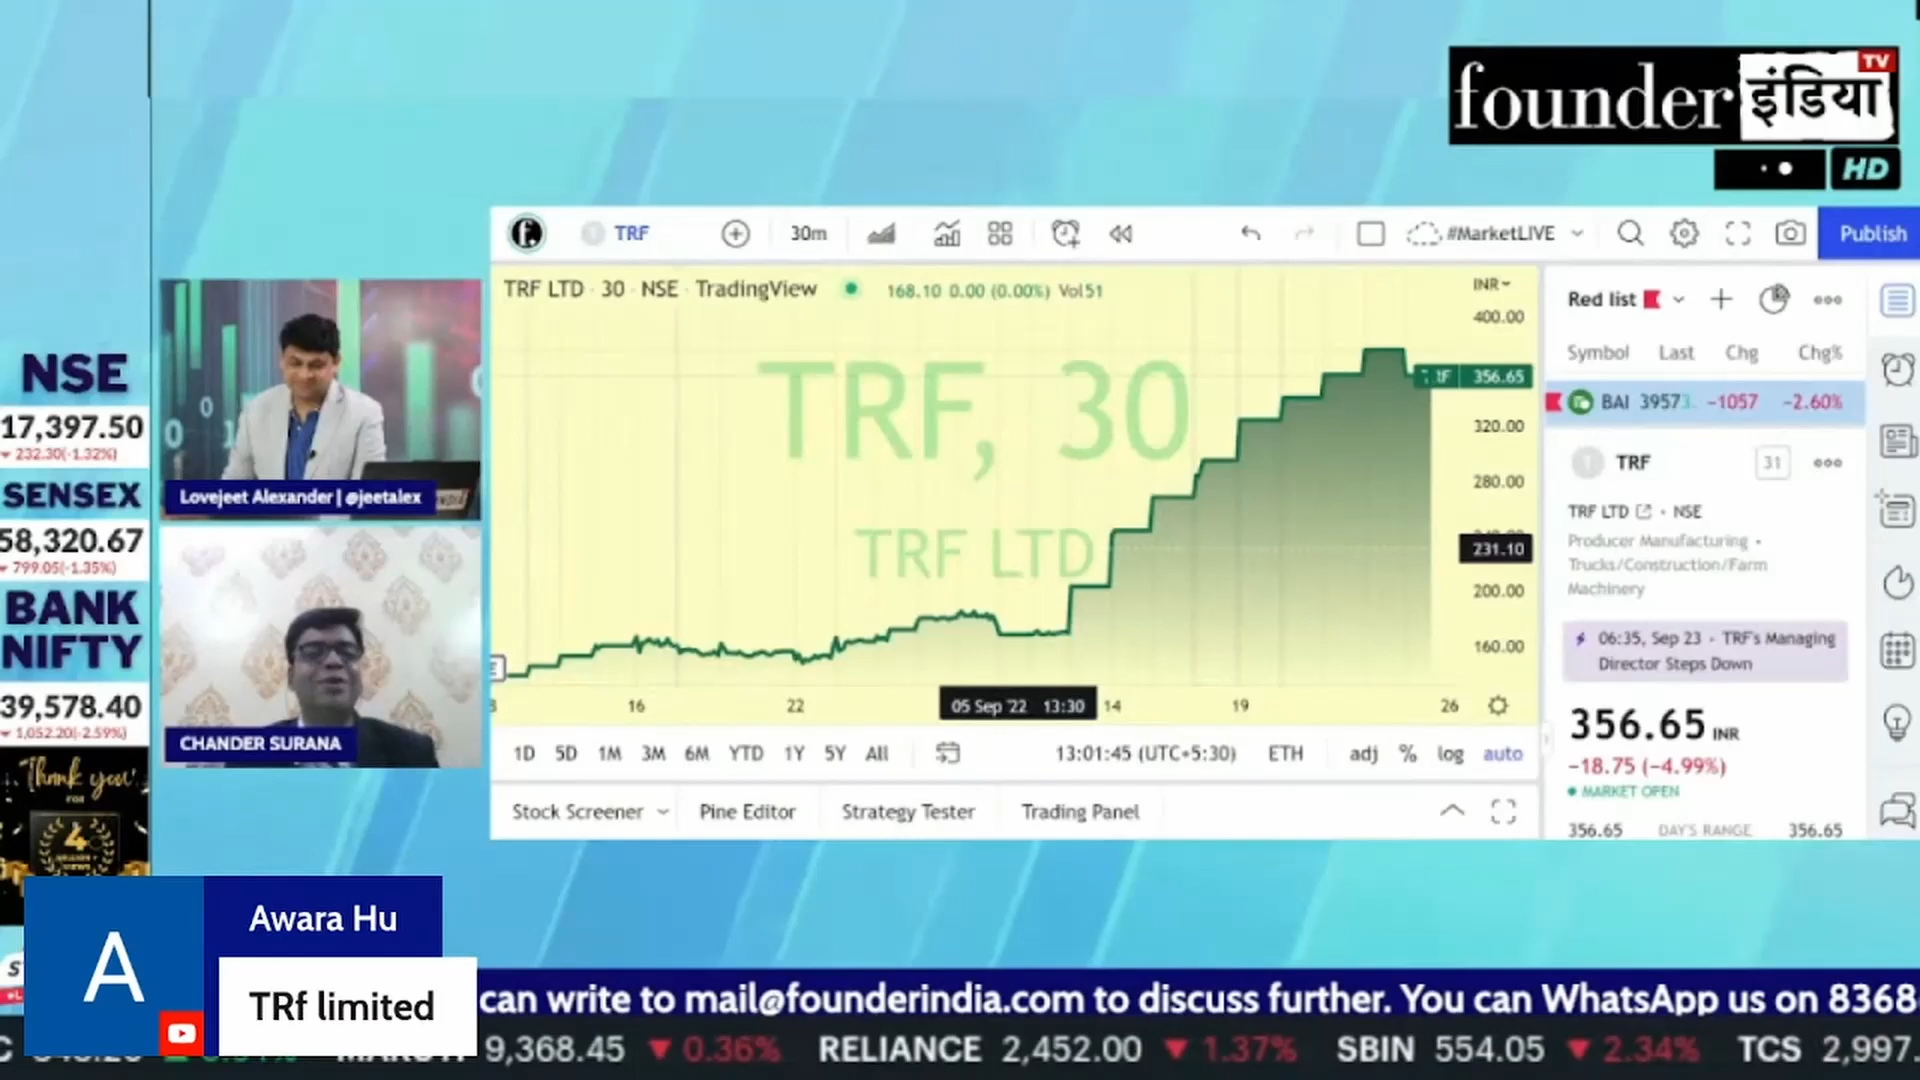 founder इंडिया TV
HD
NSE
17,397.50
232.30(-1.32%)
SENSEX
58,320.67
799.05(-1.35%)
BANK
NIFTY
39,578.40
1,052.20(-2.59%)
Thank you
FOR
4
Lovejeet Alexander | @jeetalex
CHANDER SURANA
TRF
30m
#MarketLIVE
Publish
TRF LTD · 30 · NSE · TradingView
168.10 0.00 (0.00%) Vol51
INR
400.00
356.65
320.00
280.00
231.10
200.00
160.00
TRF, 30
TRF LTD
16
22
05 Sep '22 13:30
14
19
26
1D 5D 1M 3M 6M YTD 1Y 5Y All
13:01:45 (UTC+5:30) ETH adj % log auto
Stock Screener Pine Editor Strategy Tester Trading Panel
Red list
Symbol Last Chg Chg%
BAI 39573 -1057 -2.60%
TRF
31
TRF LTD · NSE
Producer Manufacturing ·
Trucks/Construction/Farm
Machinery
06:35, Sep 23 · TRF's Managing
Director Steps Down
356.65 INR
−18.75 (−4.99%)
MARKET OPEN
356.65 DAY'S RANGE 356.65
A
Awara Hu
TRf limited
can write to mail@founderindia.com to discuss further. You can WhatsApp us on 8368
9,368.45 0.36% RELIANCE 2,452.00 1.37% SBIN 554.05 2.34% TCS 2,997.